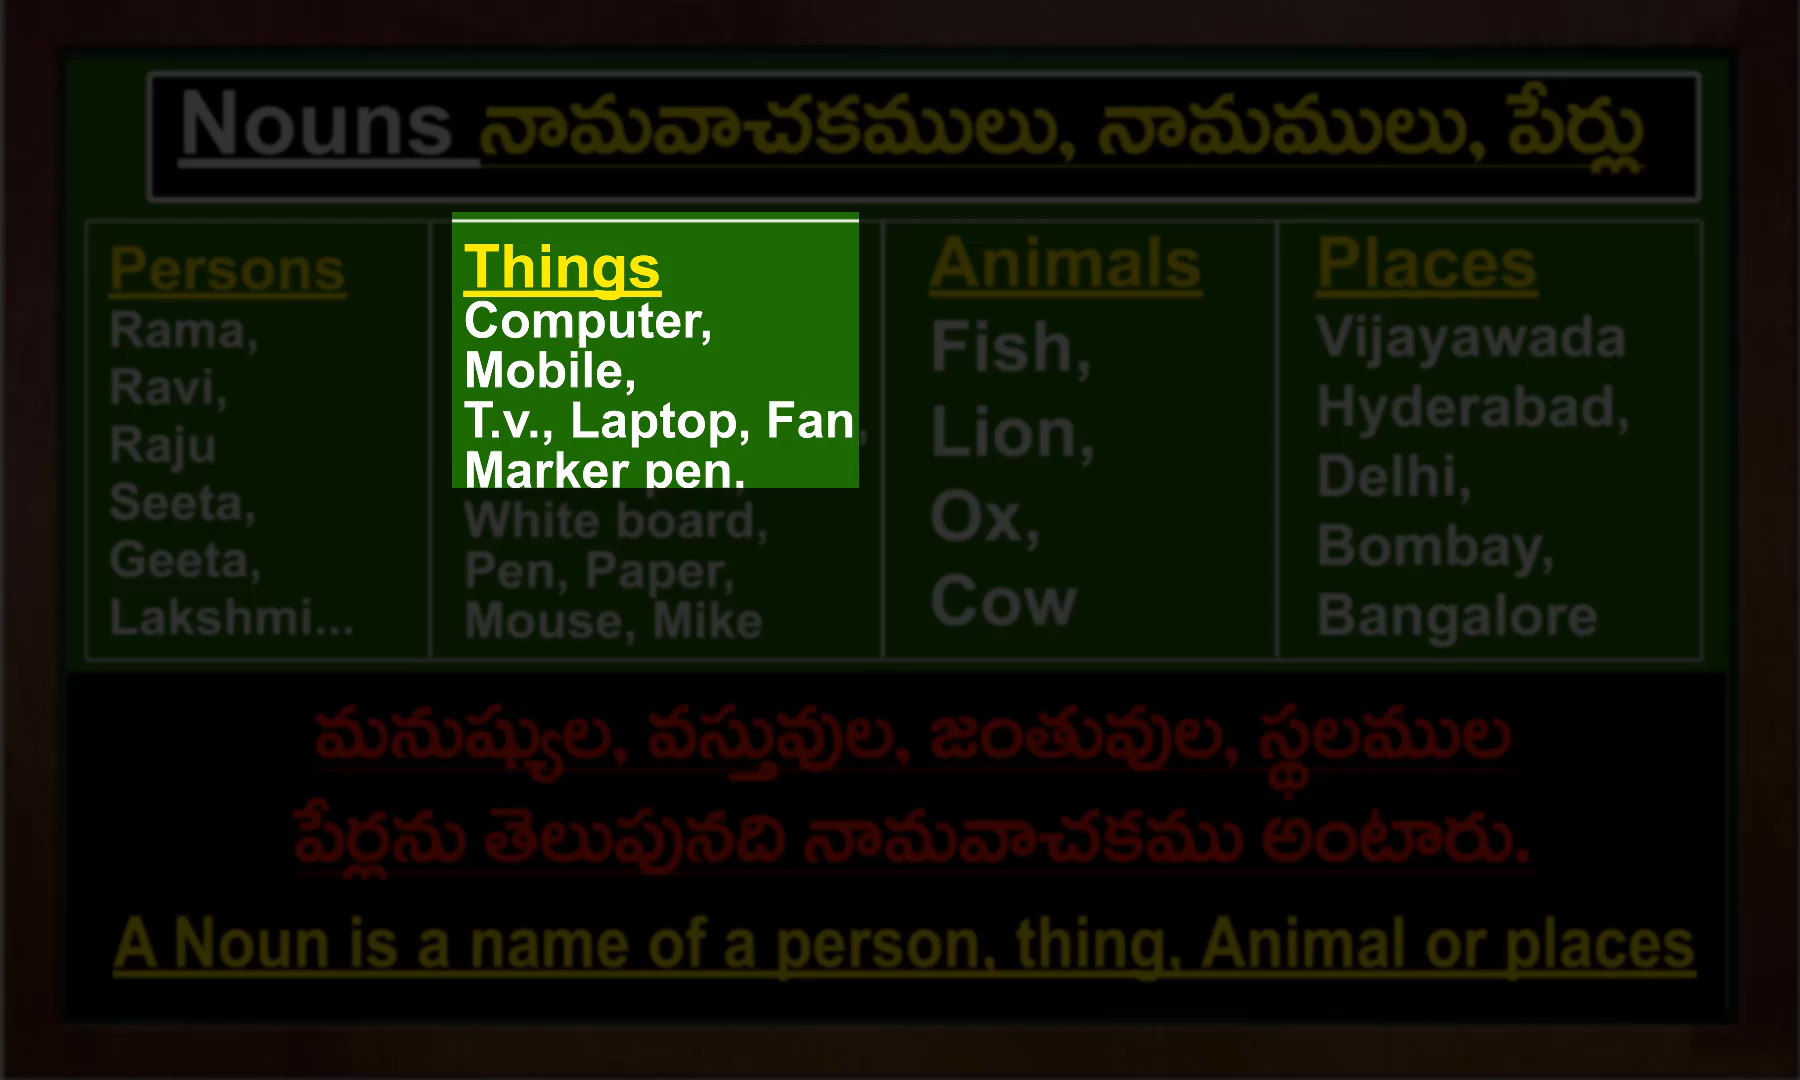 Nouns నామవాచకములు, నామములు, పేర్లు
Persons
Rama,
Ravi,
Raju
Seeta,
Geeta,
Lakshmi...
Things
Computer,
Mobile,
T.v., Laptop, Fan,
Marker pen,
White board,
Pen, Paper,
Mouse, Mike
Animals
Fish,
Lion,
Ox,
Cow
Places
Vijayawada
Hyderabad,
Delhi,
Bombay,
Bangalore
మనుష్యుల, వస్తువుల, జంతువుల, స్థలముల
పేర్లను తెలుపునది నామవాచకము అంటారు.
A Noun is a name of a person, thing, Animal or places